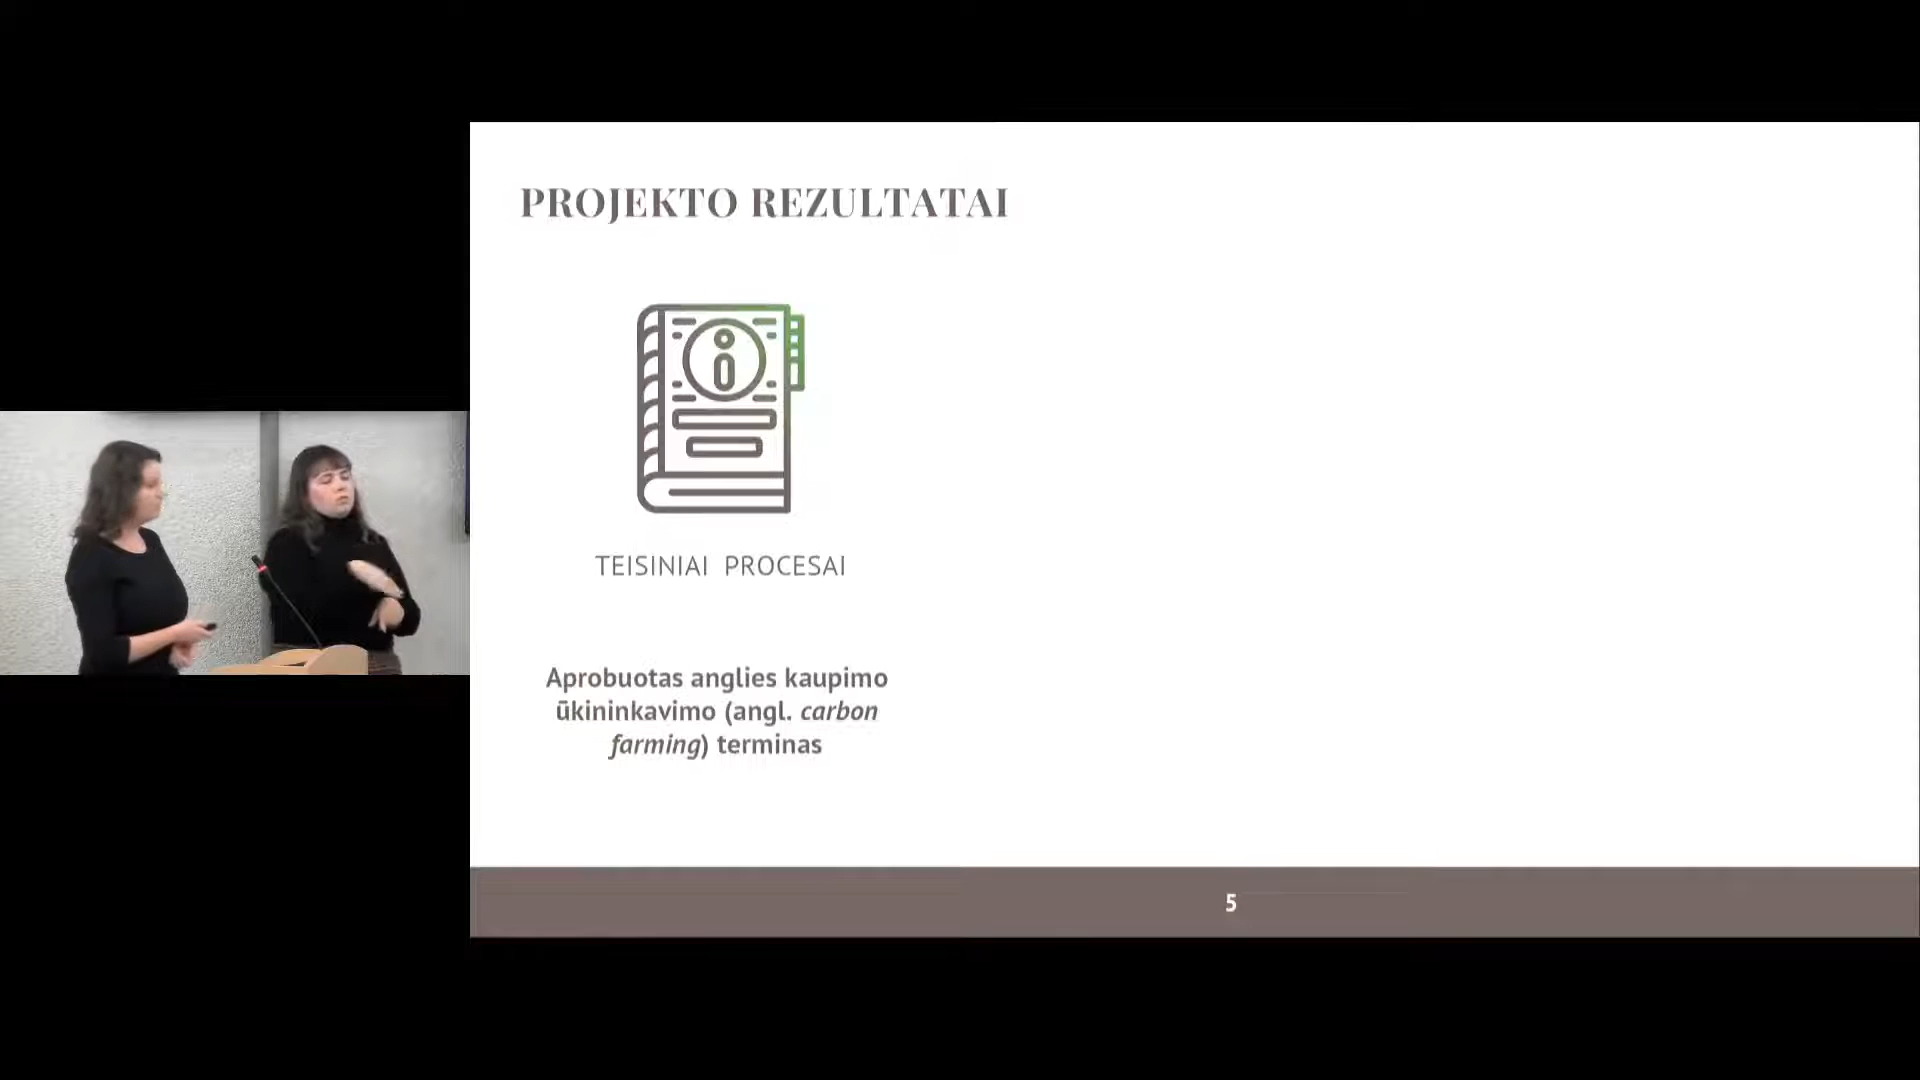 PROJEKTO REZULTATAI
TEISINIAI PROCESAI
Aprobuotas anglies kaupimo
ūkininkavimo (angl. carbon
farming) terminas
5